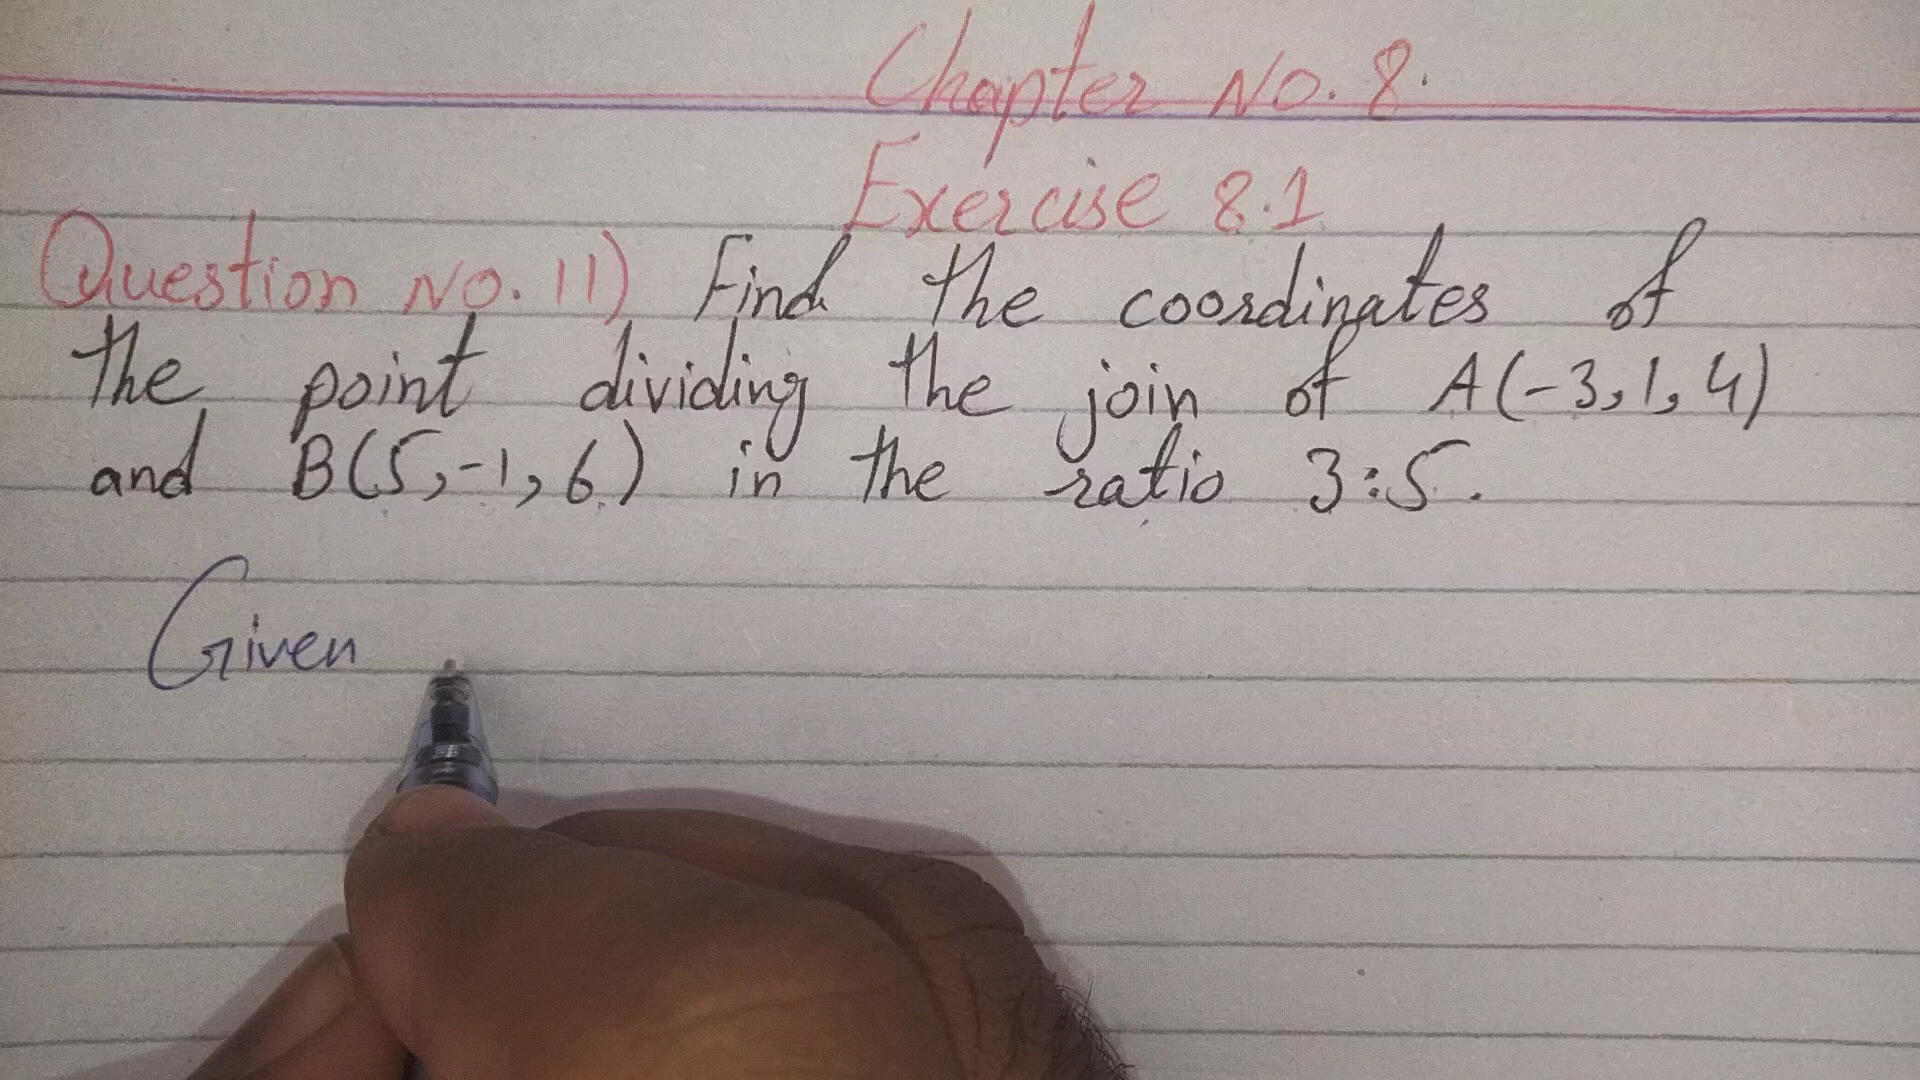 Chapter No. 8.
Exercise 8.1
Question No. 11) Find the coordinates of
the point dividing the join of A(-3,1,4)
and B(5,-1,6) in the ratio 3:5.
Given